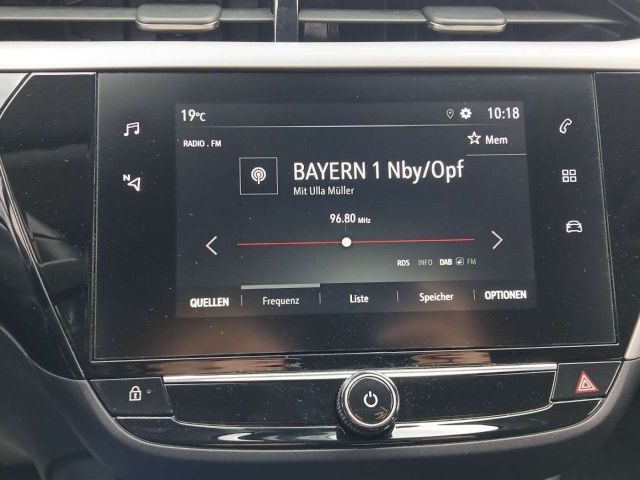 19°C
10:18
RADIO . FM
Mem
N
BAYERN 1 Nby/Opf
Mit Ulla Müller
96.80 MHz
RDS INFO DAB FM
QUELLEN Frequenz Liste Speicher OPTIONEN